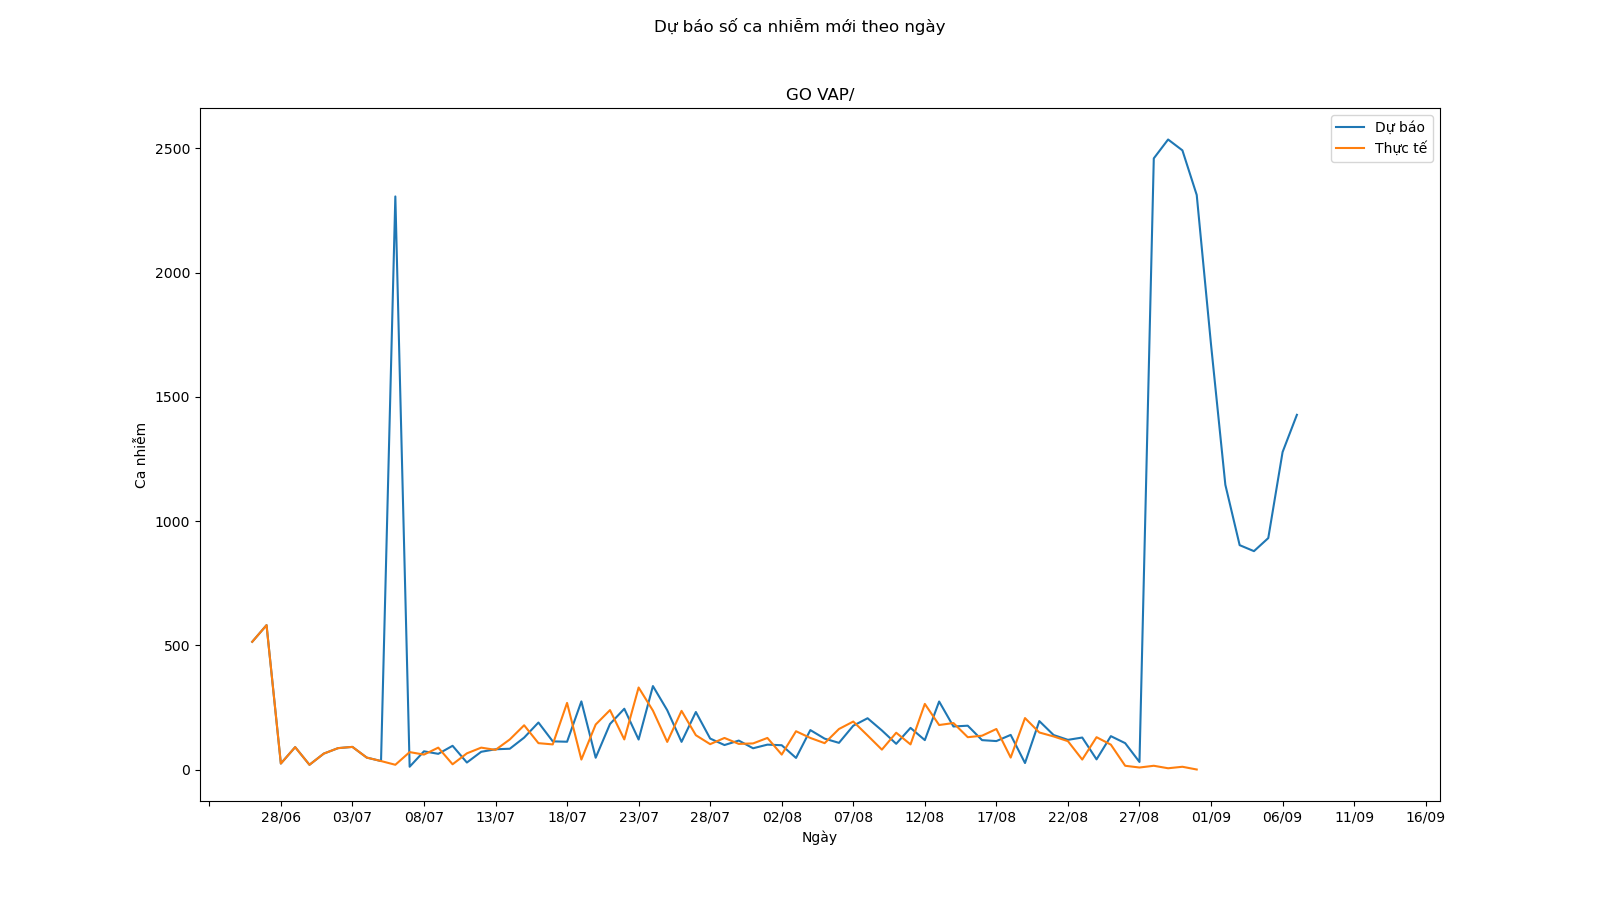 Dự báo số ca nhiễm mới theo ngày
GO VAP/
Dự báo
Thực tế
2500
2000
1500
1000
500
0
Ca nhiễm
28/06 03/07 08/07 13/07 18/07 23/07 28/07 02/08 07/08 12/08 17/08 22/08 27/08 01/09 06/09 11/09 16/09
Ngày